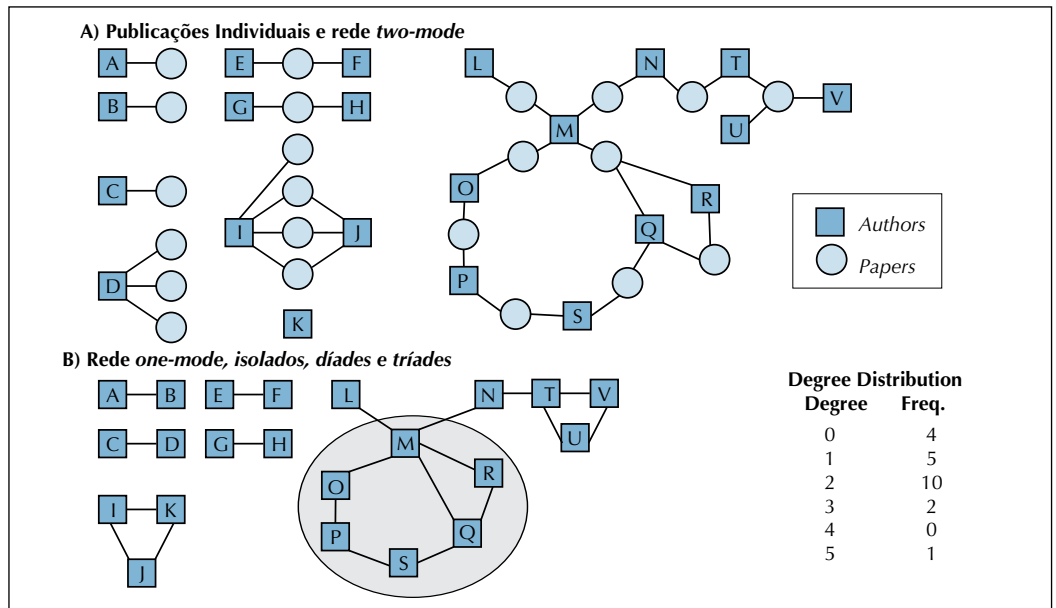 A) Publicações Individuais e rede two-mode
A E F L N T
B G H V
M U
C O R
I J Q
Authors
D P Papers
K S
B) Rede one-mode, isolados, díades e tríades
A B E F L N T V
C D G H M U
O R
I K P Q
J S
Degree Distribution
Degree Freq.
0 4
1 5
2 10
3 2
4 0
5 1